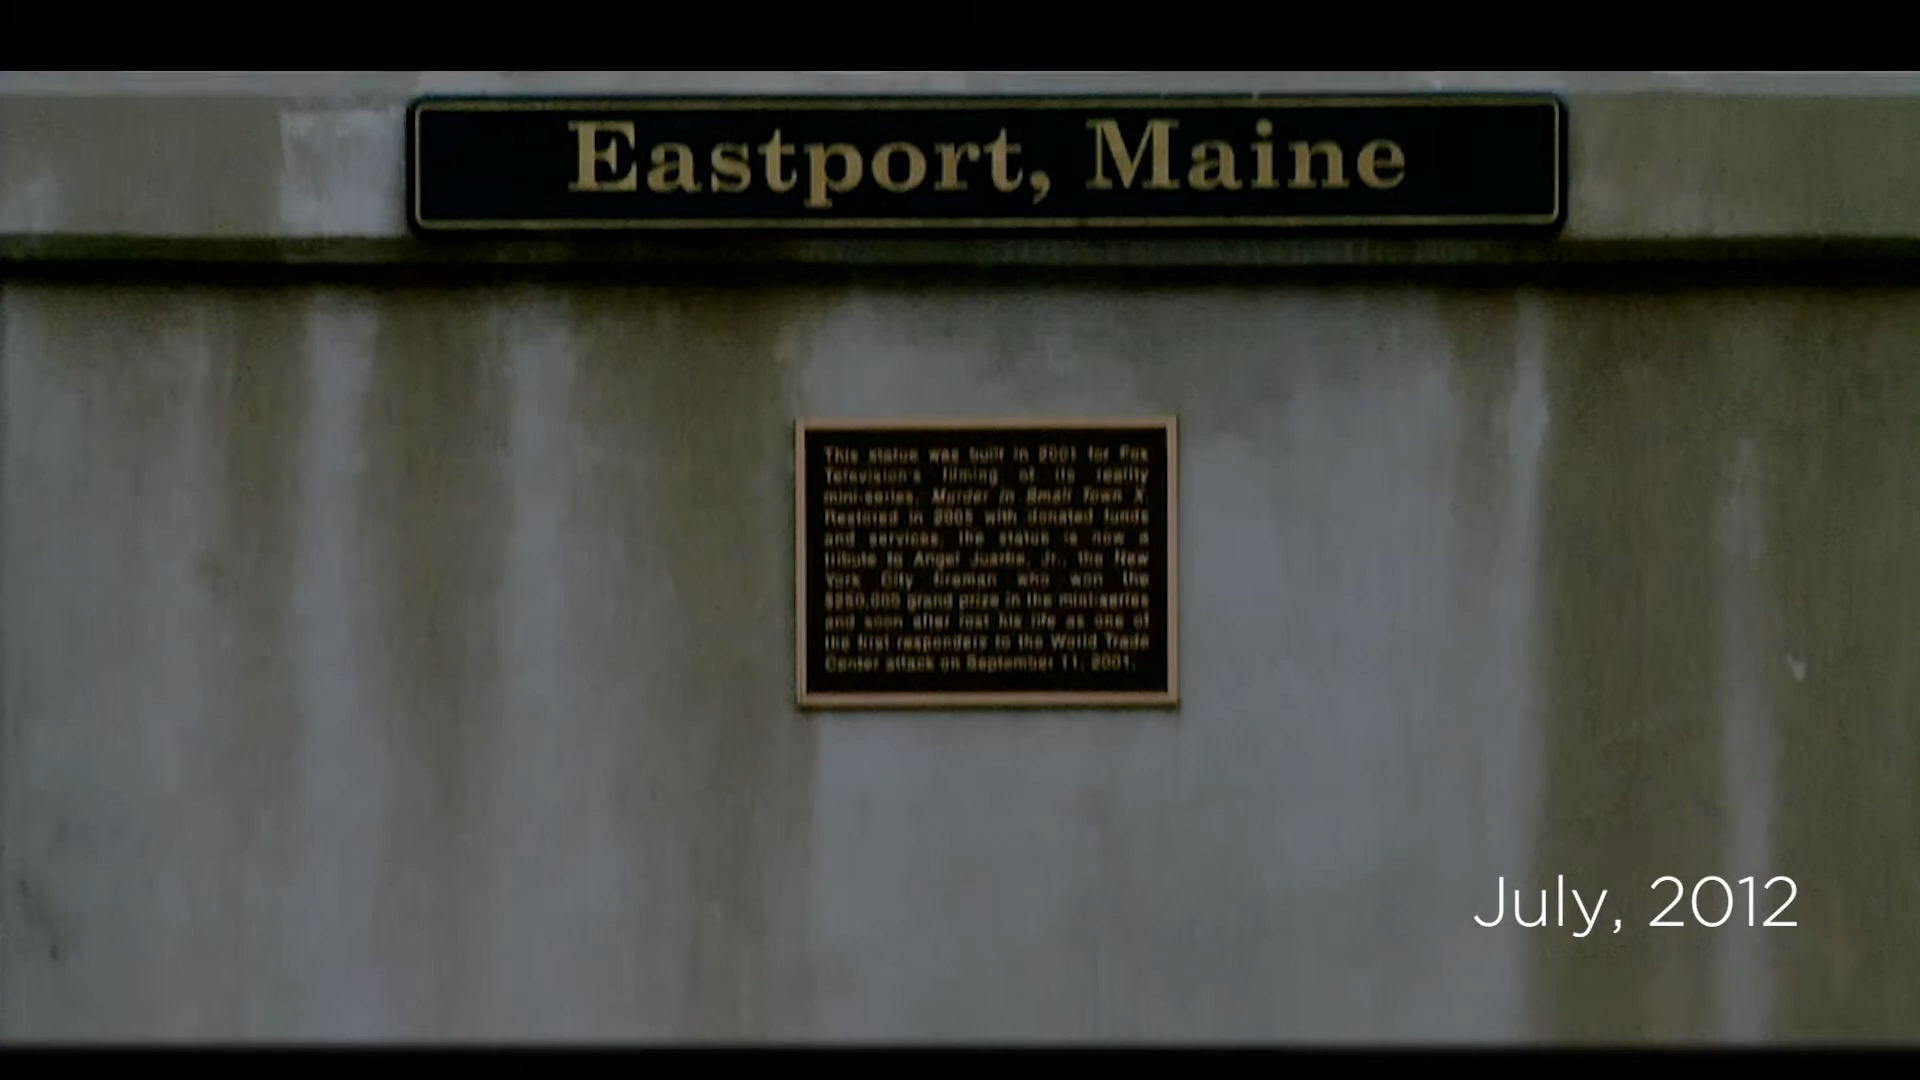 Eastport, Maine
This statue was built in 2001 for Fox
Television's filming of its reality
mini-series, Murder in Small Town X.
Restored in 2005 with donated funds
and services, the statue is now a
tribute to Angel Juarbe, Jr., the New
York City fireman who won the
$250,000 grand prize in the mini-series
and soon after lost his life as one of
the first responders to the World Trade
Center attack on September 11, 2001.
July, 2012